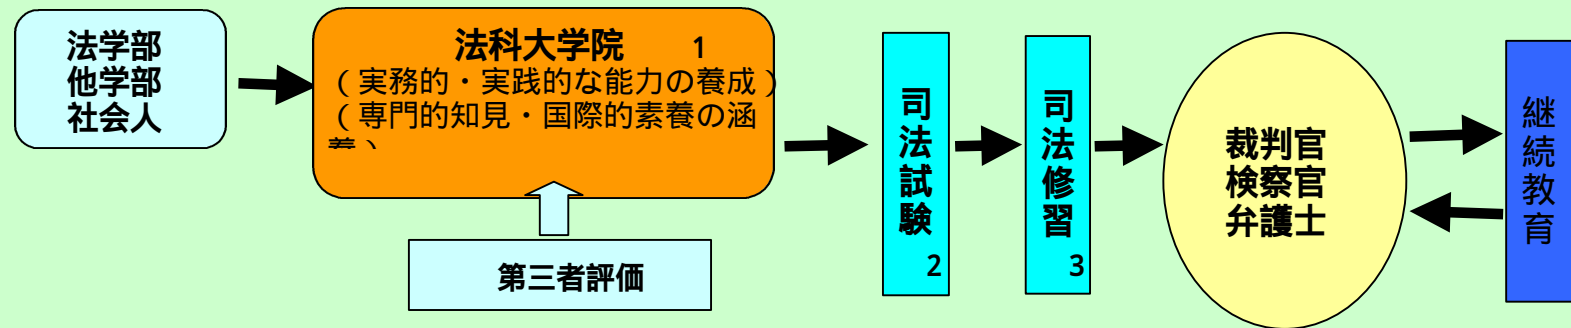 法学部
他学部
社会人
法科大学院 1
（実務的・実践的な能力の養成）
（専門的知見・国際的素養の涵
養）
第三者評価
司法試験
2
司法修習
3
裁判官
検察官
弁護士
継続教育